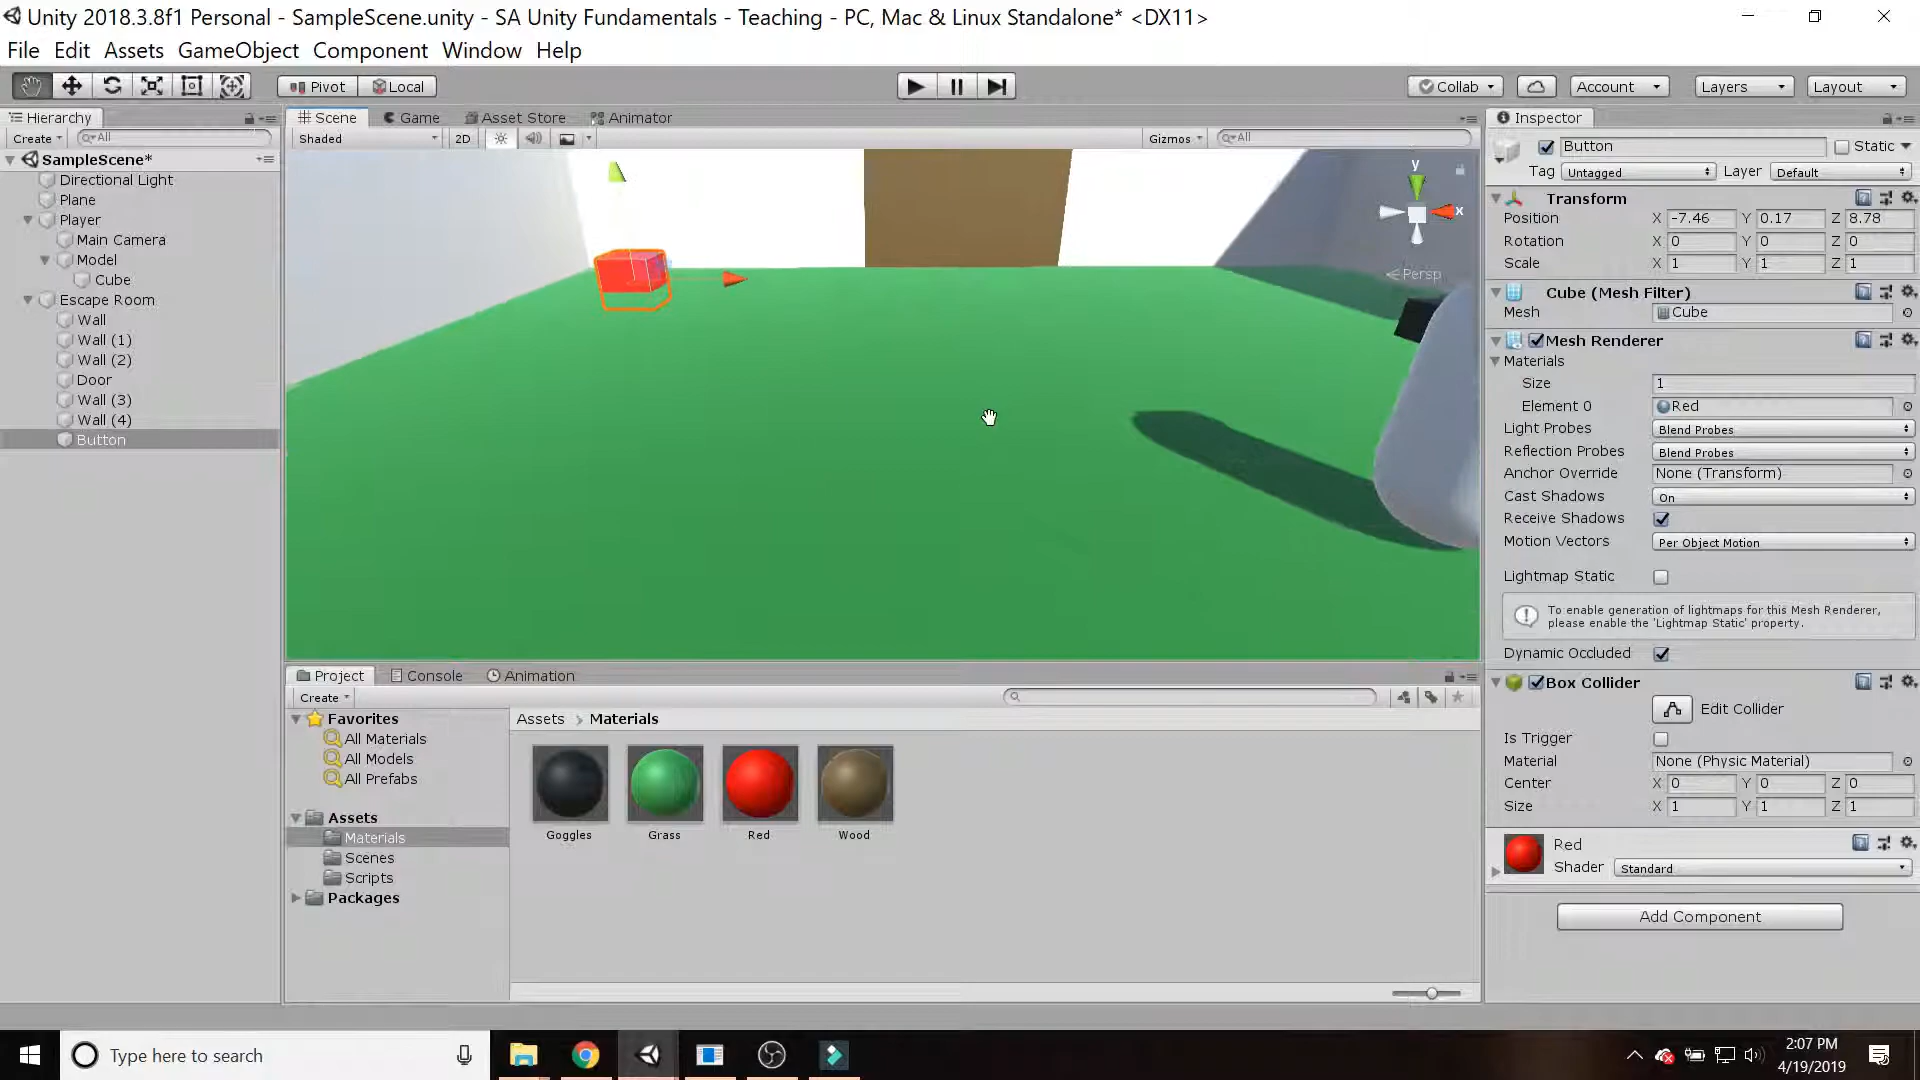 Unity 2018.3.8f1 Personal - SampleScene.unity - SA Unity Fundamentals - Teaching - PC, Mac & Linux Standalone* <DX11>
File Edit Assets GameObject Component Window Help
Pivot Local Collab Account Layers Layout
Hierarchy
Create All
SampleScene*
Directional Light
Plane
Player
Main Camera
Model
Cube
Escape Room
Wall
Wall (1)
Wall (2)
Door
Wall (3)
Wall (4)
Button
Scene Game Asset Store Animator
Shaded 2D Gizmos All
y
x
Persp
Project Console Animation
Create
Favorites
All Materials
All Models
All Prefabs
Assets
Materials
Scenes
Scripts
Packages
Assets > Materials
Goggles Grass Red Wood
Inspector
Button Static
Tag Untagged Layer Default
Transform
Position X -7.46 Y 0.17 Z 8.78
Rotation X 0 Y 0 Z 0
Scale X 1 Y 1 Z 1
Cube (Mesh Filter)
Mesh Cube
Mesh Renderer
Materials
Size 1
Element 0 Red
Light Probes Blend Probes
Reflection Probes Blend Probes
Anchor Override None (Transform)
Cast Shadows On
Receive Shadows
Motion Vectors Per Object Motion
Lightmap Static
To enable generation of lightmaps for this Mesh Renderer,
please enable the 'Lightmap Static' property.
Dynamic Occluded
Box Collider
Edit Collider
Is Trigger
Material None (Physic Material)
Center X 0 Y 0 Z 0
Size X 1 Y 1 Z 1
Red
Shader Standard
Add Component
Type here to search
2:07 PM
4/19/2019